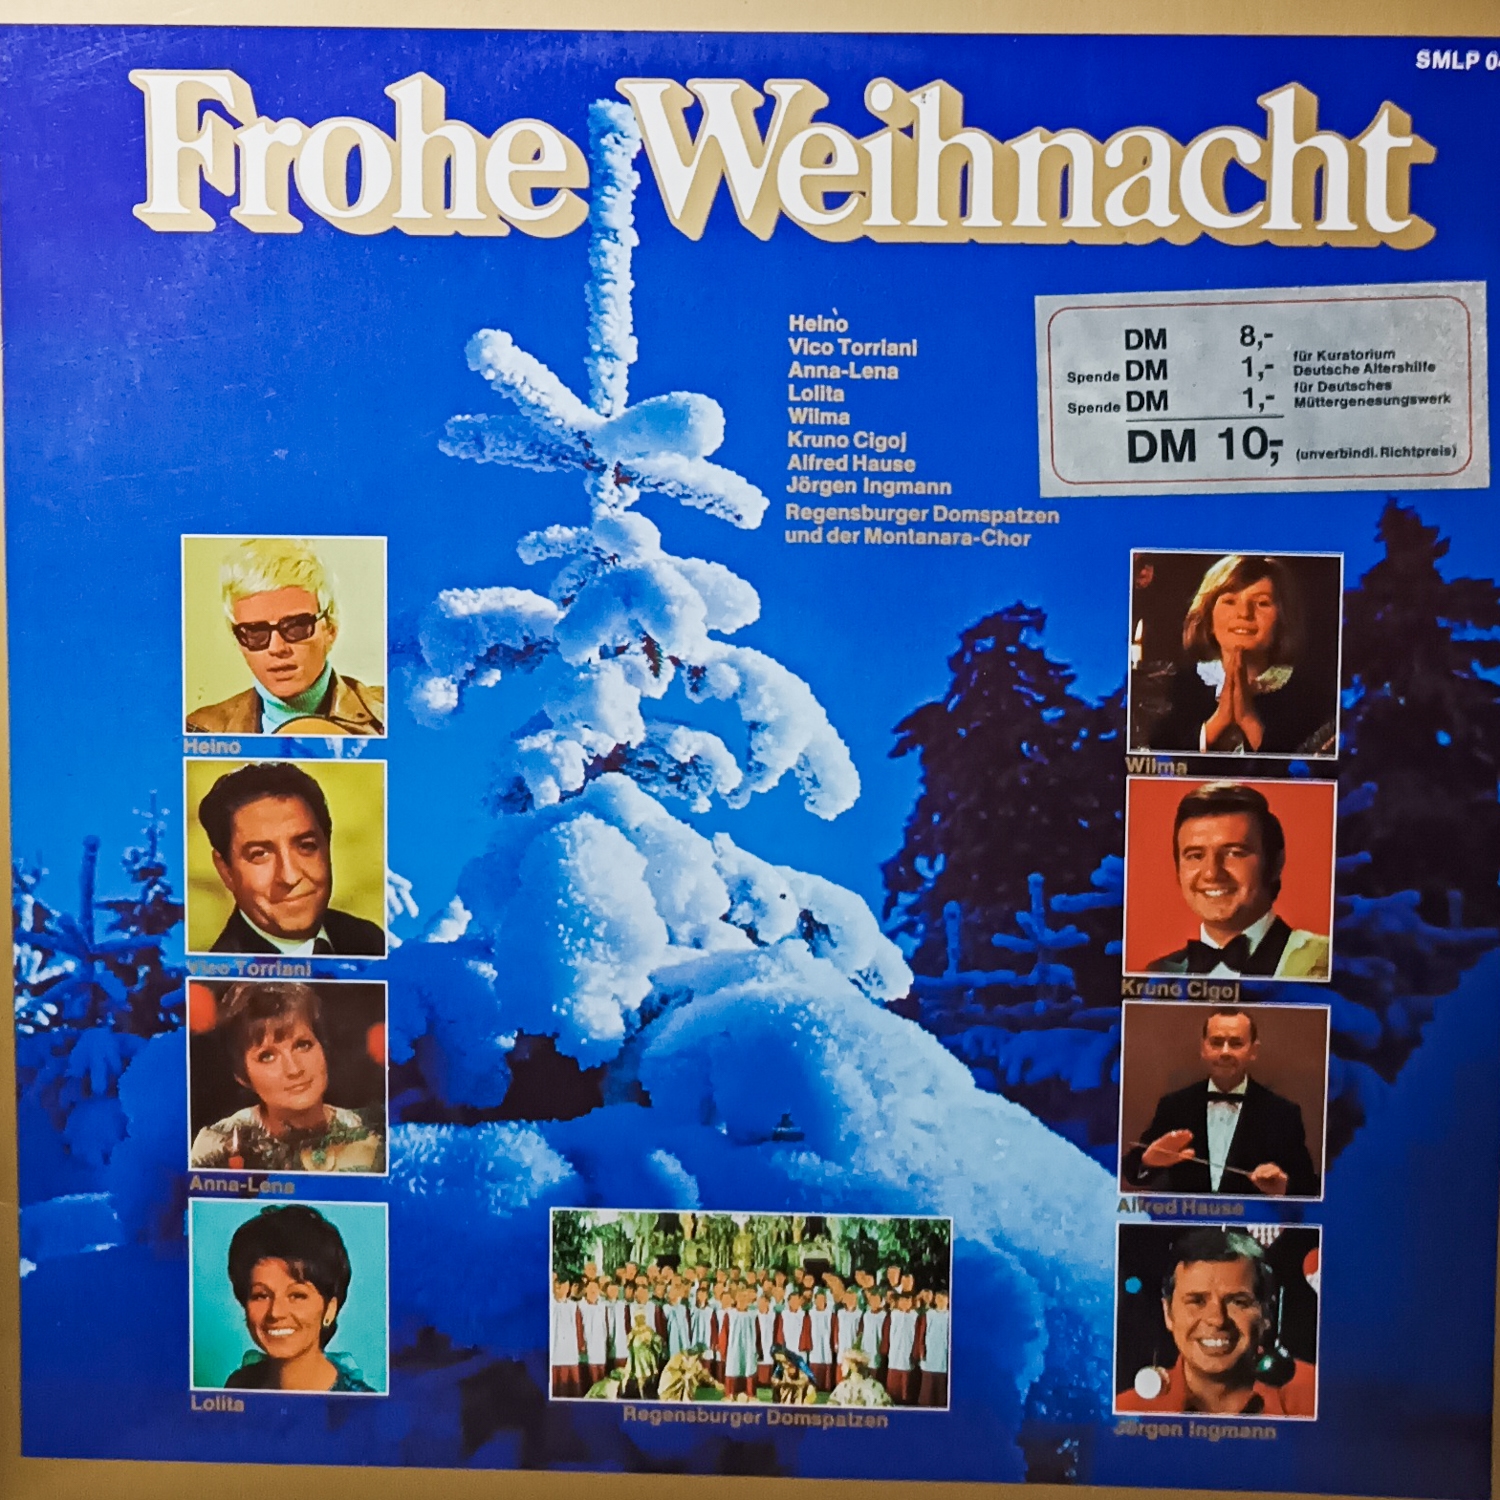 SMLP 0
Frohe Weihnacht
Heino
Vico Torriani
Anna-Lena
Lolita
Wilma
Kruno Cigoj
Alfred Hause
Jörgen Ingmann
Regensburger Domspatzen
und der Montanara-Chor
DM 8,-
Spende DM 1,- für Kuratorium Deutsche Altershilfe
Spende DM 1,- für Deutsches Müttergenesungswerk
DM 10,- (unverbindl. Richtpreis)
Heino
Vico Torriani
Anna-Lena
Lolita
Regensburger Domspatzen
Wilma
Kruno Cigoj
Alfred Hause
Jörgen Ingmann